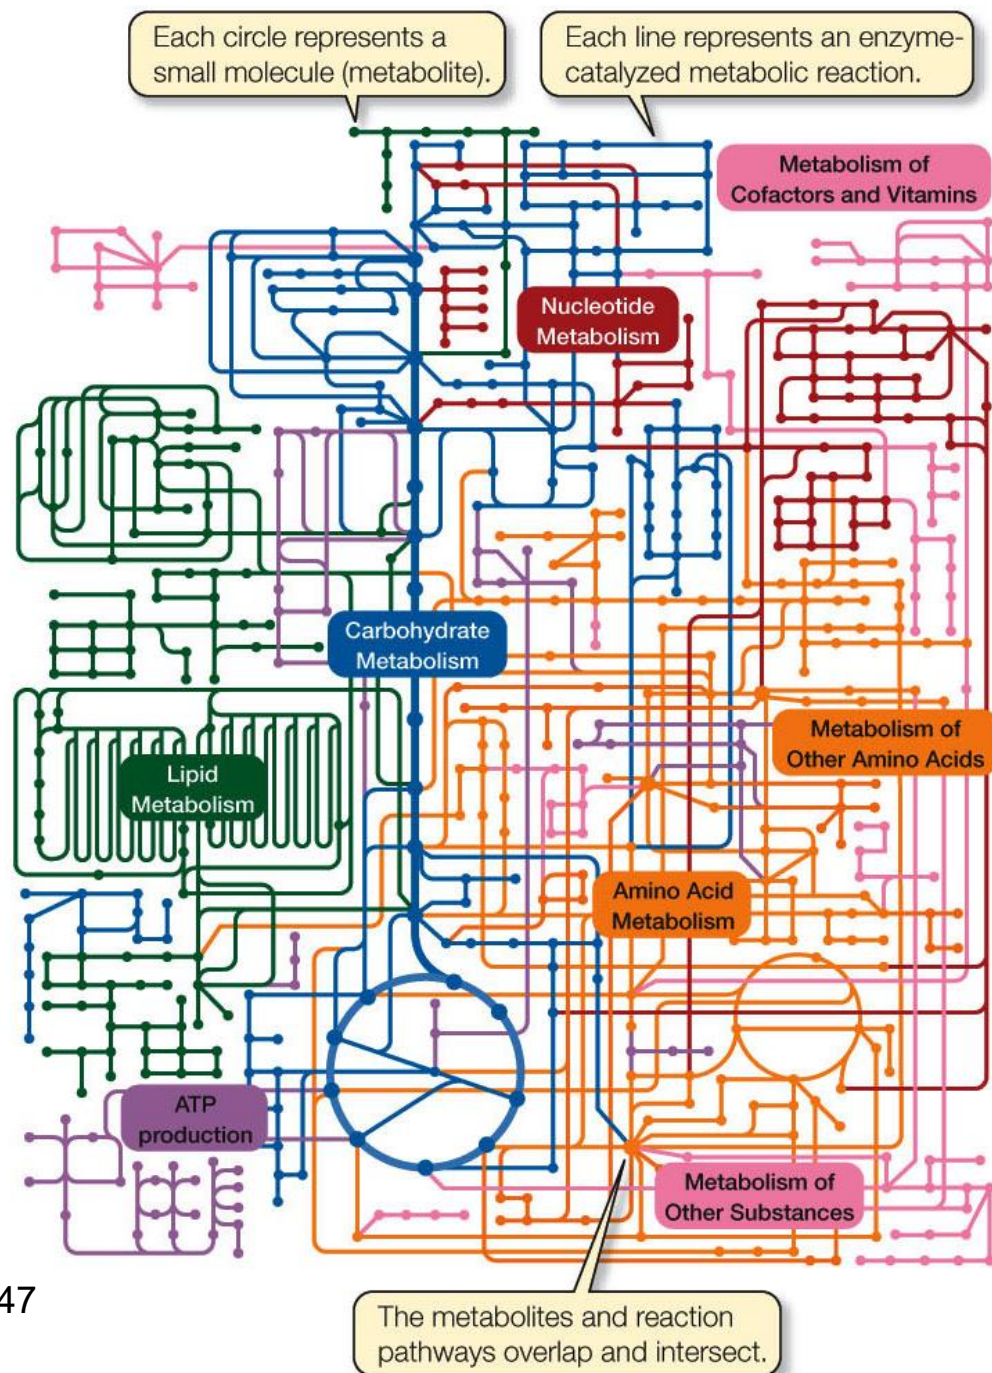 Each circle represents a
small molecule (metabolite).
Each line represents an enzyme-
catalyzed metabolic reaction.
Metabolism of
Cofactors and Vitamins
Nucleotide
Metabolism
Carbohydrate
Metabolism
Metabolism of
Other Amino Acids
Lipid
Metabolism
Amino Acid
Metabolism
ATP
production
Metabolism of
Other Substances
47
The metabolites and reaction
pathways overlap and intersect.